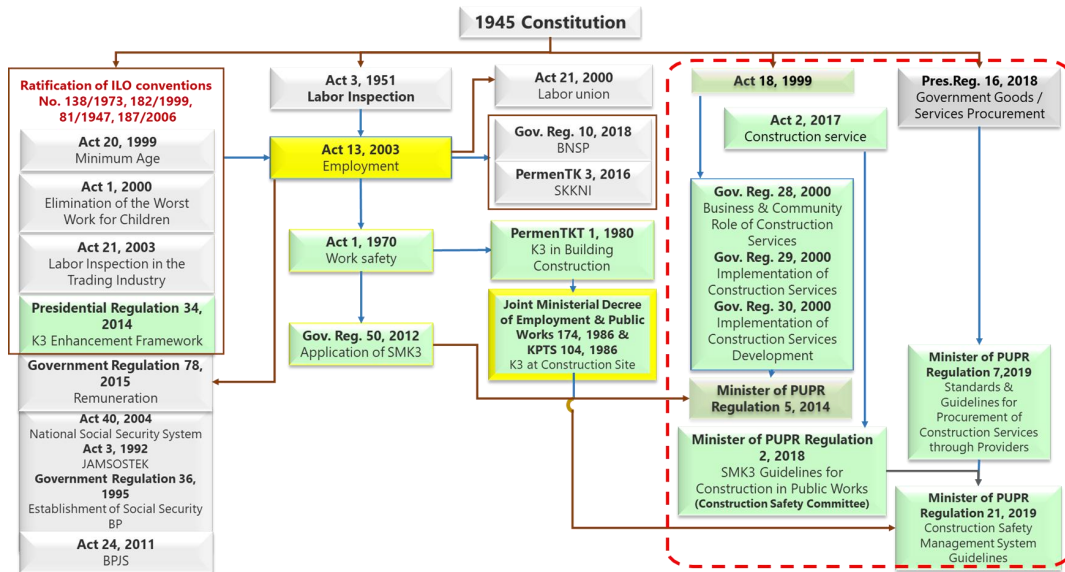 1945 Constitution
Ratification of ILO conventions
No. 138/1973, 182/1999,
81/1947, 187/2006
Act 20, 1999
Minimum Age
Act 1, 2000
Elimination of the Worst
Work for Children
Act 21, 2003
Labor Inspection in the
Trading Industry
Presidential Regulation 34,
2014
K3 Enhancement Framework
Government Regulation 78,
2015
Remuneration
Act 40, 2004
National Social Security System
Act 3, 1992
JAMSOSTEK
Government Regulation 36,
1995
Establishment of Social Security
BP
Act 24, 2011
BPJS
Act 3, 1951
Labor Inspection
Act 13, 2003
Employment
Act 1, 1970
Work safety
Gov. Reg. 50, 2012
Application of SMK3
Act 21, 2000
Labor union
Gov. Reg. 10, 2018
BNSP
PermenTK 3, 2016
SKKNI
PermenTKT 1, 1980
K3 in Building
Construction
Joint Ministerial Decree
of Employment & Public
Works 174, 1986 &
KPTS 104, 1986
K3 at Construction Site
Act 18, 1999
Act 2, 2017
Construction service
Gov. Reg. 28, 2000
Business & Community
Role of Construction
Services
Gov. Reg. 29, 2000
Implementation of
Construction Services
Gov. Reg. 30, 2000
Implementation of
Construction Services
Development
Minister of PUPR
Regulation 5, 2014
Minister of PUPR Regulation
2, 2018
SMK3 Guidelines for
Construction in Public Works
(Construction Safety Committee)
Pres.Reg. 16, 2018
Government Goods /
Services Procurement
Minister of PUPR
Regulation 7,2019
Standards &
Guidelines for
Procurement of
Construction Services
through Providers
Minister of PUPR
Regulation 21, 2019
Construction Safety
Management System
Guidelines